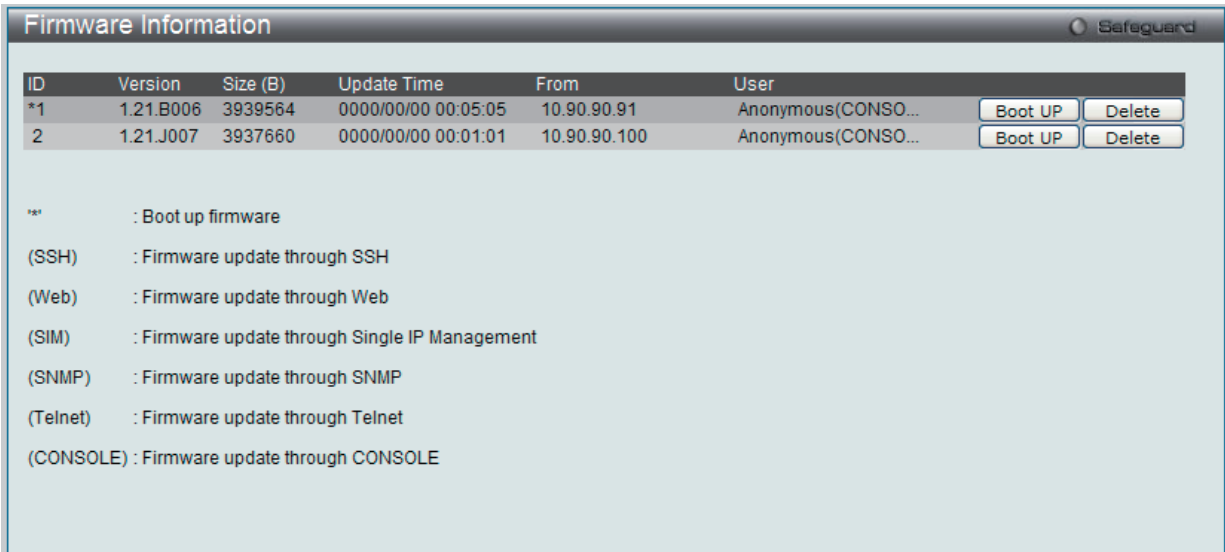 Firmware Information Safeguard
ID Version Size (B) Update Time From User
*1 1.21.B006 3939564 0000/00/00 00:05:05 10.90.90.91 Anonymous(CONSO... Boot UP Delete
2 1.21.J007 3937660 0000/00/00 00:01:01 10.90.90.100 Anonymous(CONSO... Boot UP Delete
'*' : Boot up firmware
(SSH) : Firmware update through SSH
(Web) : Firmware update through Web
(SIM) : Firmware update through Single IP Management
(SNMP) : Firmware update through SNMP
(Telnet) : Firmware update through Telnet
(CONSOLE) : Firmware update through CONSOLE